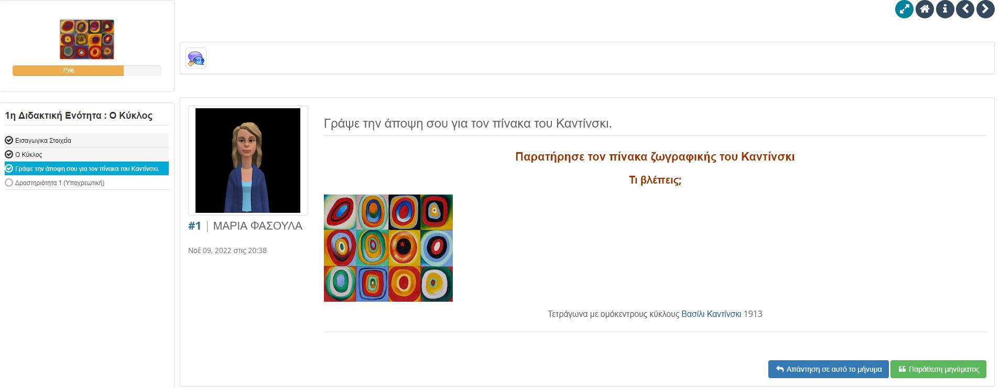 75%
1η Διδακτική Ενότητα : Ο Κύκλος
Εισαγωγικα Στοιχεία
Ο Κύκλος
Γράψε την άποψη σου για τον πίνακα του Καντίνσκι.
Δραστηριότητα 1 (Υποχρεωτική)
#1 | ΜΑΡΙΑ ΦΑΣΟΥΛΑ
Νοέ 09, 2022 στις 20:38
Γράψε την άποψη σου για τον πίνακα του Καντίνσκι.
Παρατήρησε τον πίνακα ζωγραφικής του Καντίνσκι
Τι βλέπεις;
Τετράγωνα με ομόκεντρους κύκλους Βασίλι Καντίνσκι 1913
Απάντηση σε αυτό το μήνυμα
Παράθεση μηνύματος